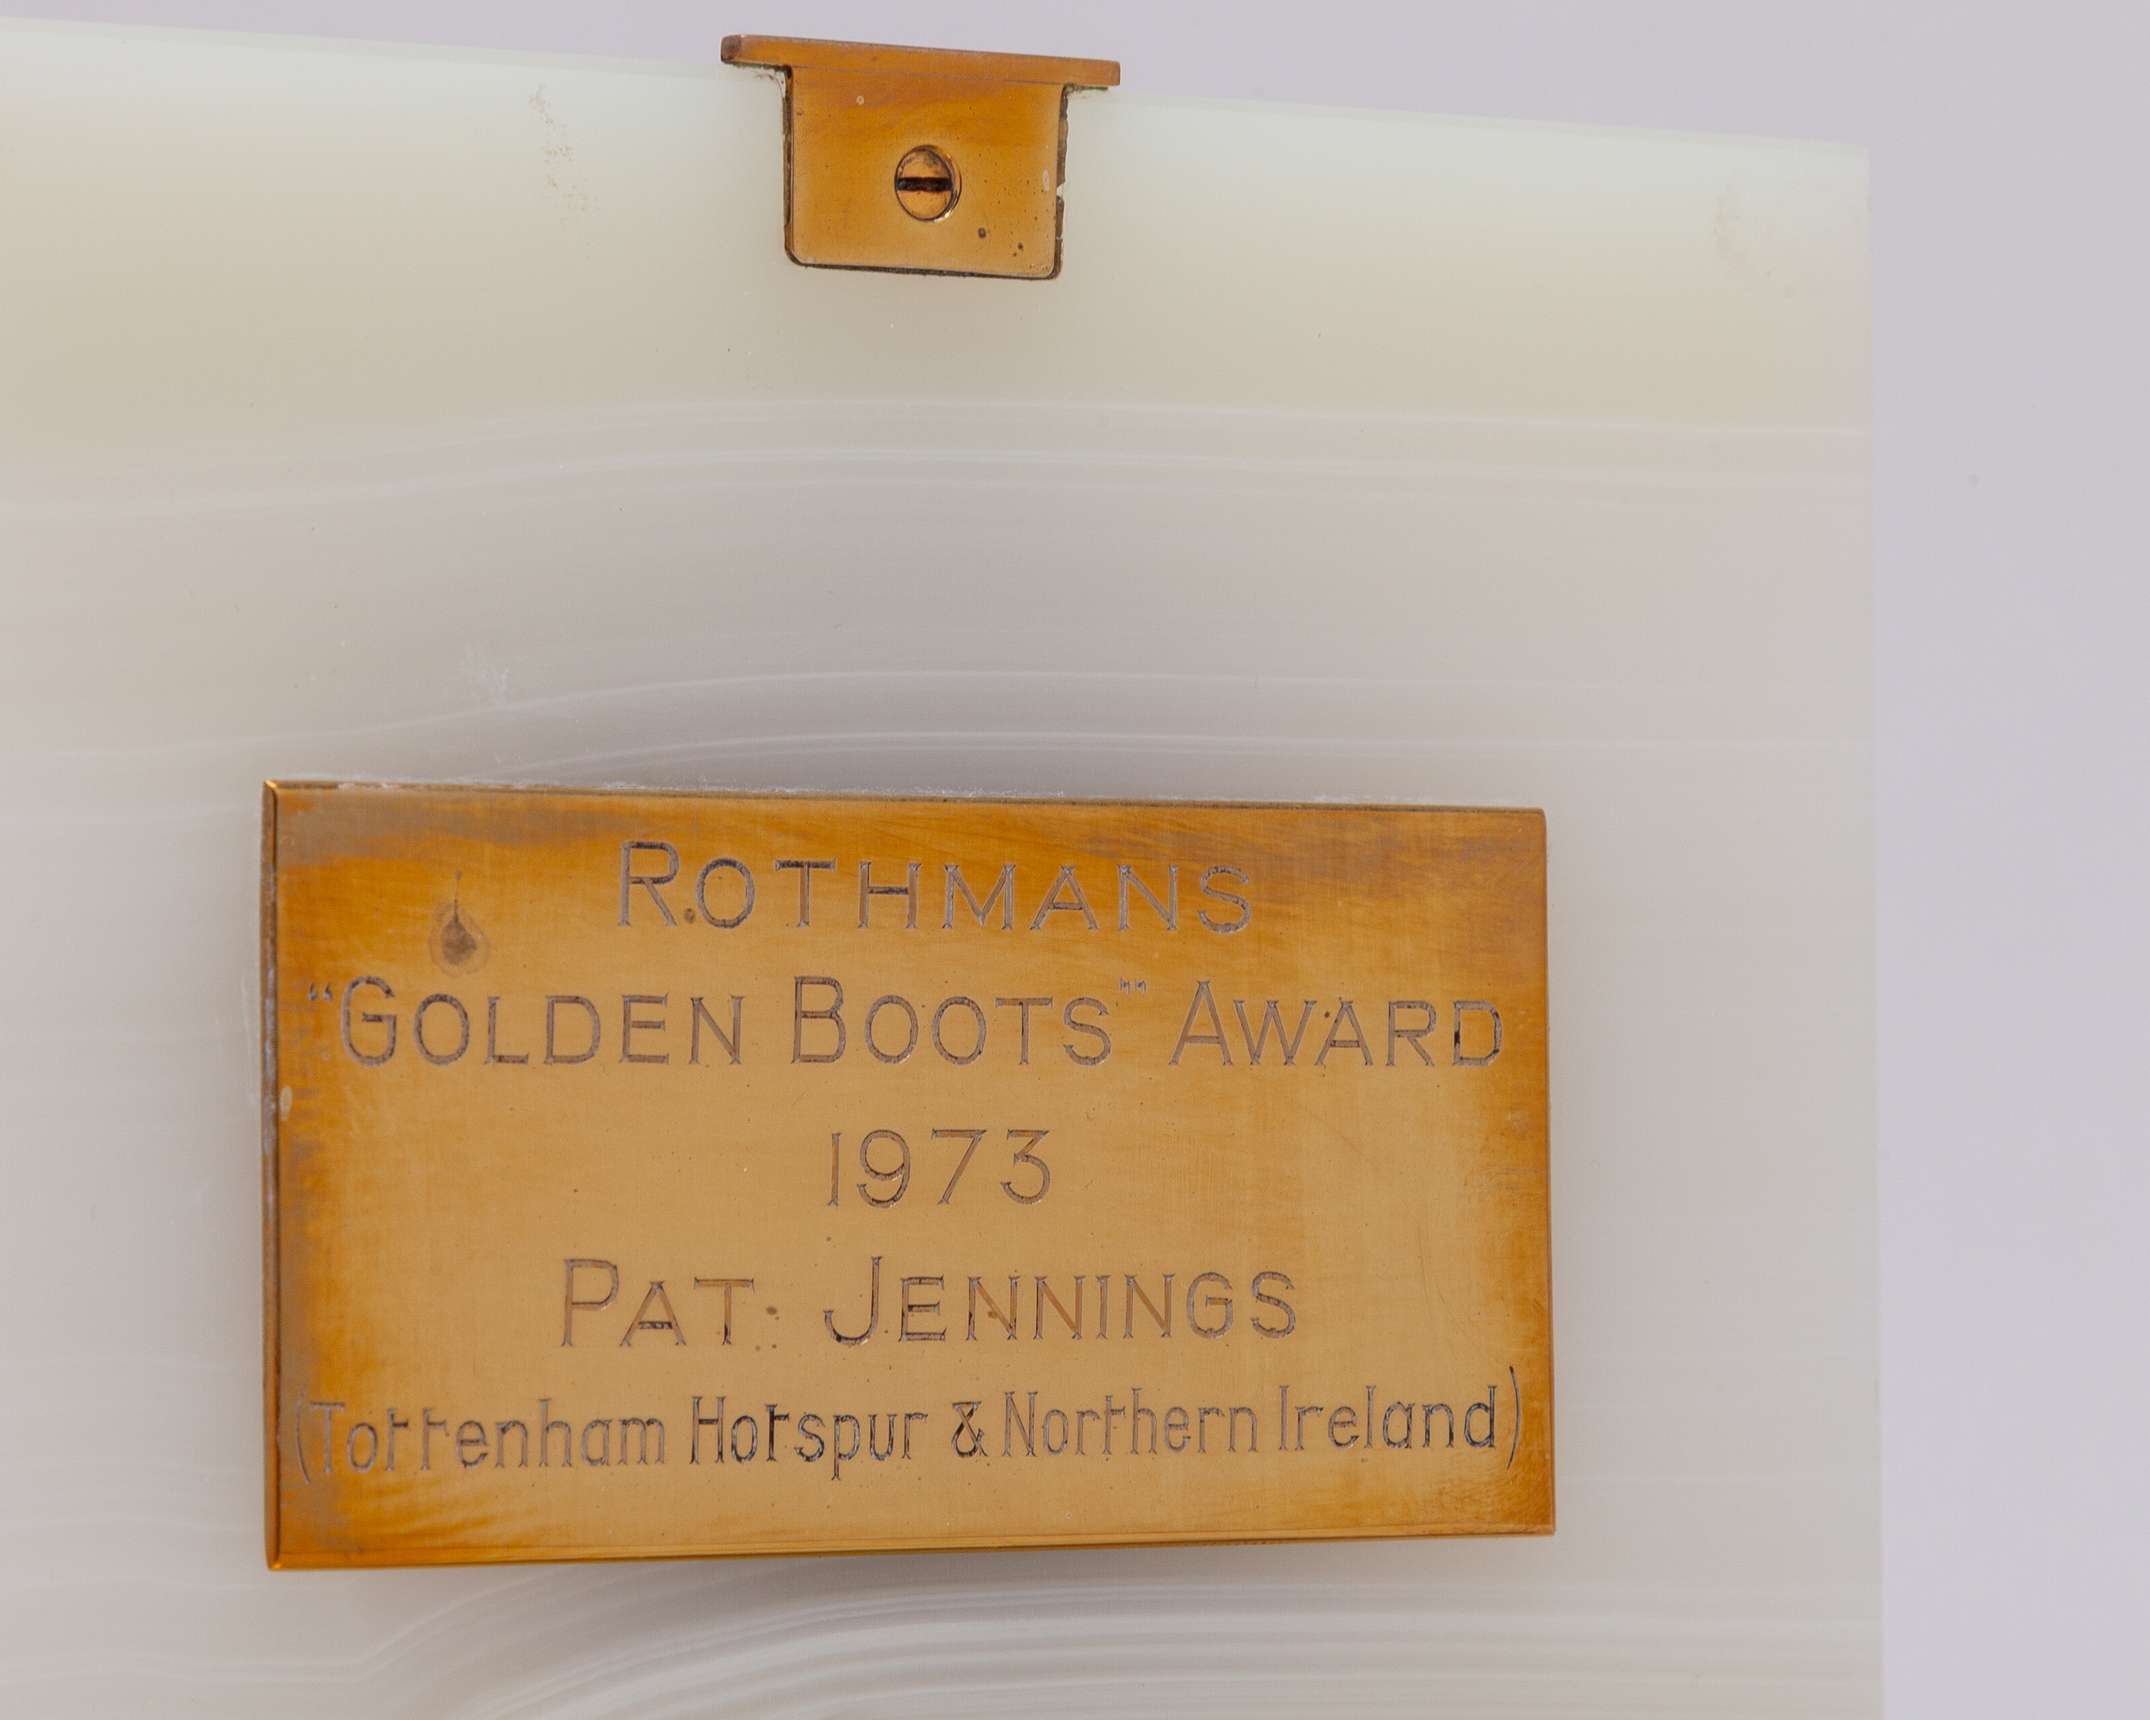 ROTHMANS
“GOLDEN BOOTS” AWARD
1973
PAT JENNINGS
(Tottenham Hotspur & Northern Ireland)